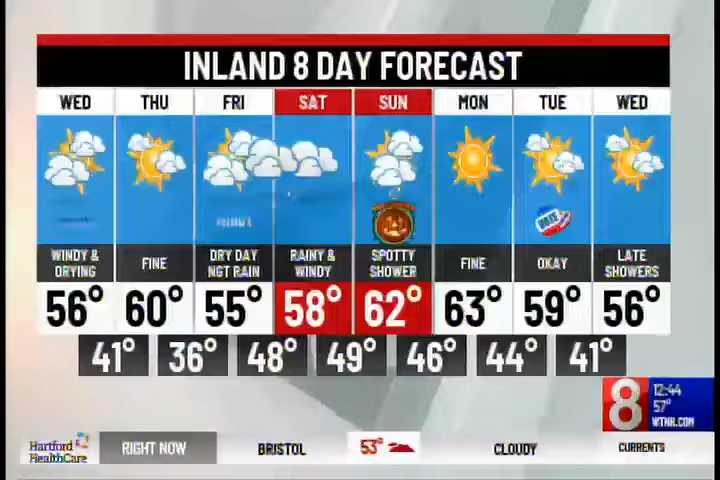 INLAND 8 DAY FORECAST
WED THU FRI SAT SUN MON TUE WED
VOTE
WINDY & DRYING
FINE
DRY DAY NGT RAIN
RAINY & WINDY
SPOTTY SHOWER
FINE
OKAY
LATE SHOWERS
56° 60° 55° 58° 62° 63° 59° 56°
41° 36° 48° 49° 46° 44° 41°
8
12:44
57°
WTNH.COM
Hartford HealthCare
RIGHT NOW BRISTOL 53° CLOUDY CURRENTS